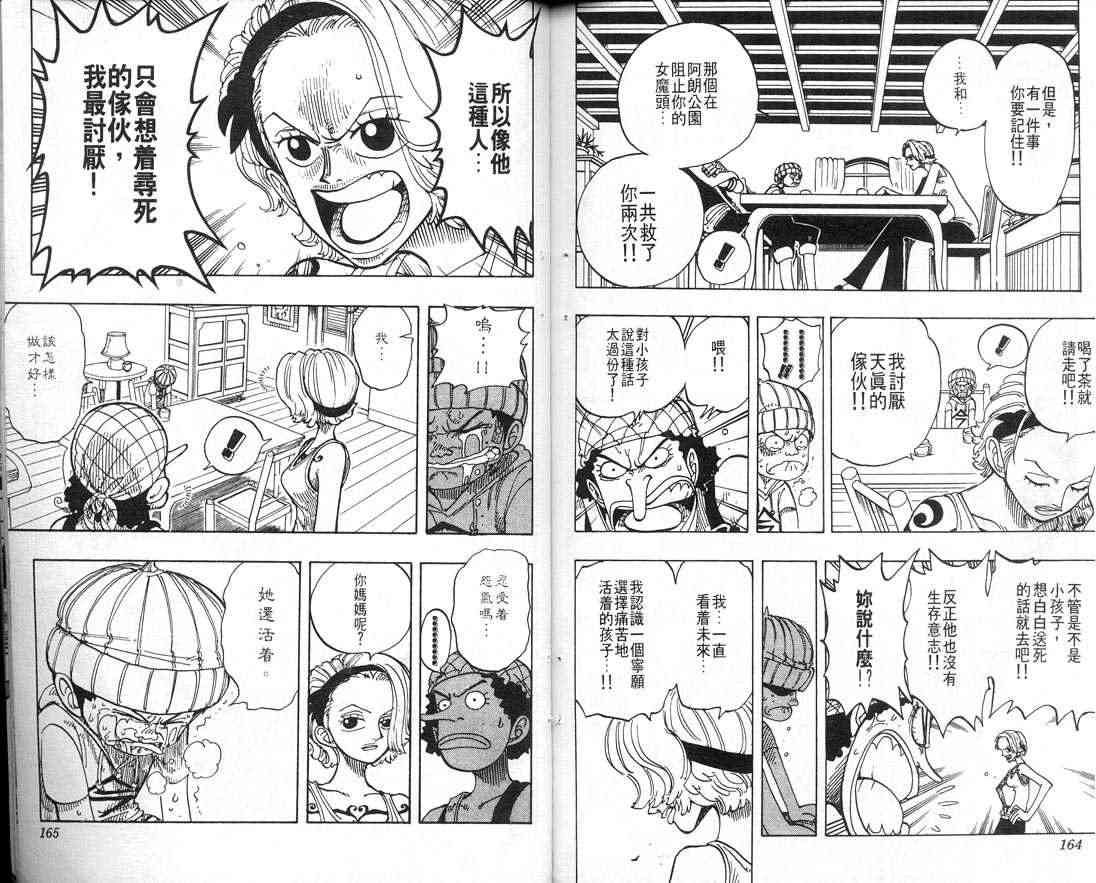 但是，
有一件事
你要記住!!
…我和…
那個在
阿朗公園
阻止你的
女魔頭…
一共救了
你兩次!!
!
喝了茶就
請走吧!!
!!
我討厭
天真的
傢伙!!
…………!!
喂!!
對小孩子
說這種話
太過份了!
不管是不是
小孩子，
想白白送死
的話就去吧!!
反正他也沒有
生存意志!!
妳說什麼!?
我…一直
看着未來…
我認識一個寧願
選擇痛苦地
活着的孩子…!!
164
所以像他
這種人…
只會想着尋死
的傢伙，
我最討厭！
嗚…!!
我…
!!
該怎樣
做才好…
忍受着
怨氣嗎…
…………
你媽媽呢?
她還活着。
165